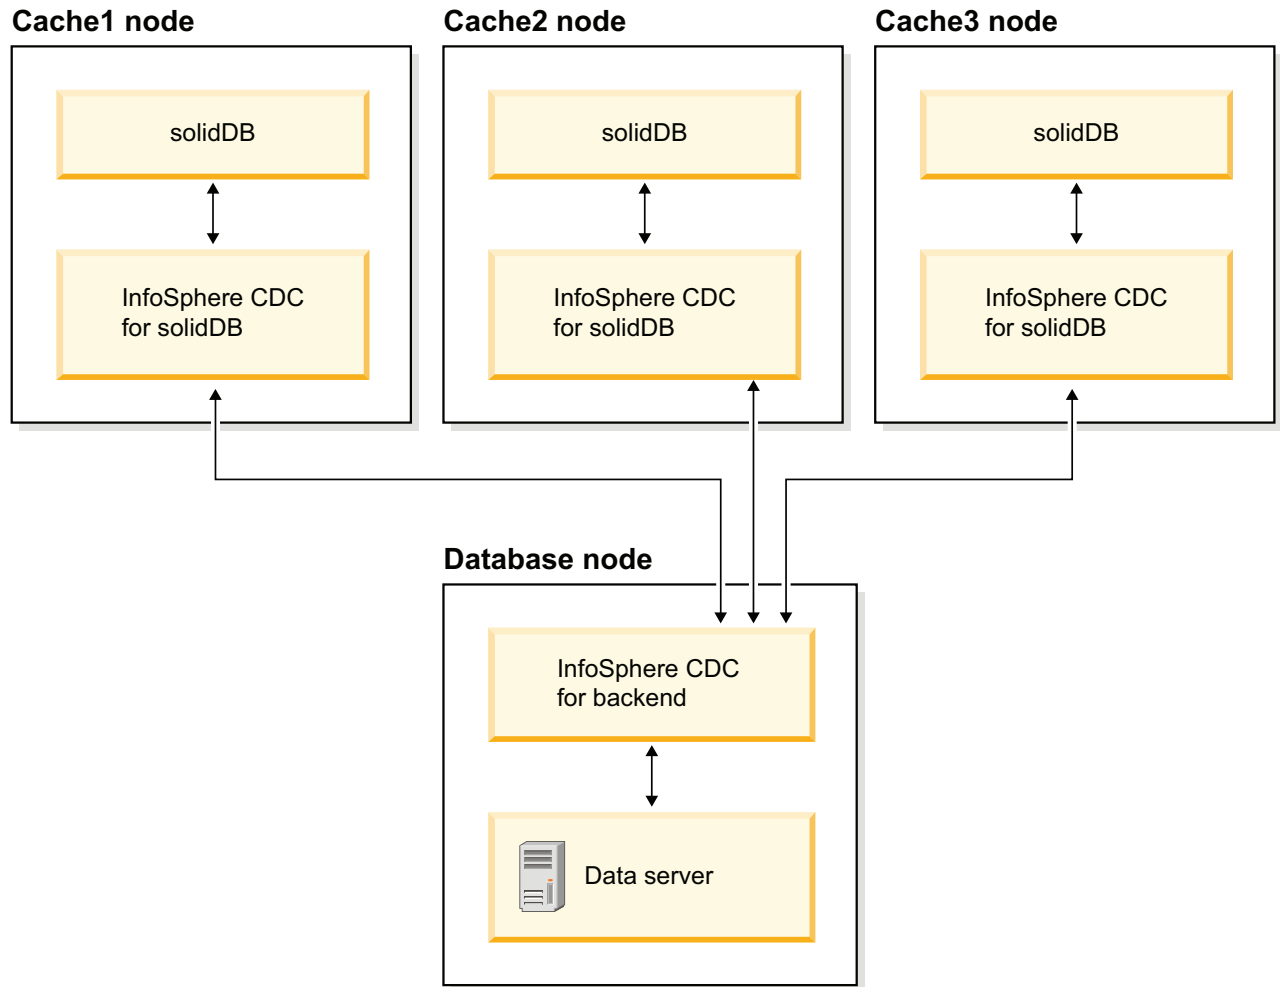 Cache1 node
Cache2 node
Cache3 node
solidDB
solidDB
solidDB
InfoSphere CDC
for solidDB
InfoSphere CDC
for solidDB
InfoSphere CDC
for solidDB
Database node
InfoSphere CDC
for backend
Data server